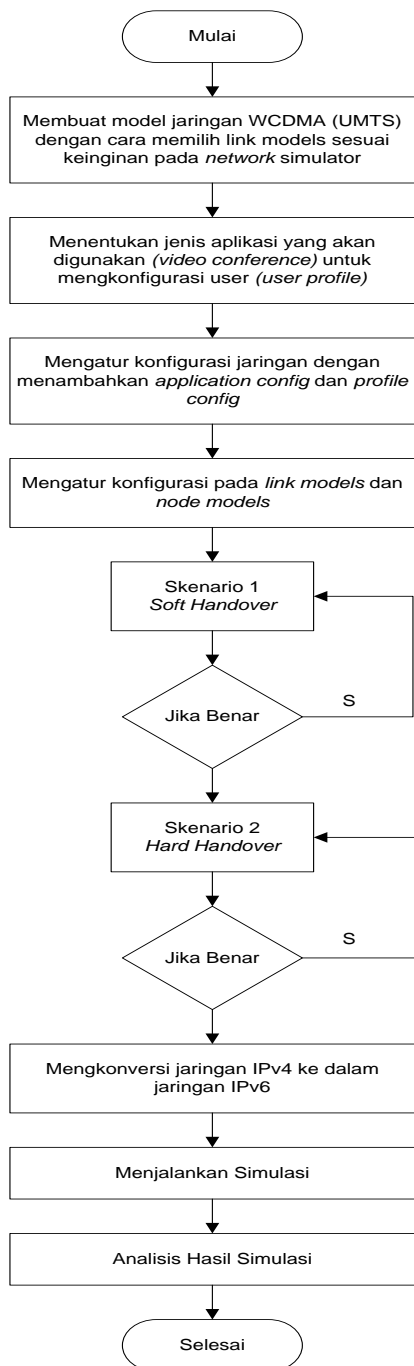 Mulai
Membuat model jaringan WCDMA (UMTS)
dengan cara memilih link models sesuai
keinginan pada network simulator
Menentukan jenis aplikasi yang akan
digunakan (video conference) untuk
mengkonfigurasi user (user profile)
Mengatur konfigurasi jaringan dengan
menambahkan application config dan profile
config
Mengatur konfigurasi pada link models dan
node models
Skenario 1
Soft Handover
Jika Benar
S
Skenario 2
Hard Handover
Jika Benar
S
Mengkonversi jaringan IPv4 ke dalam
jaringan IPv6
Menjalankan Simulasi
Analisis Hasil Simulasi
Selesai